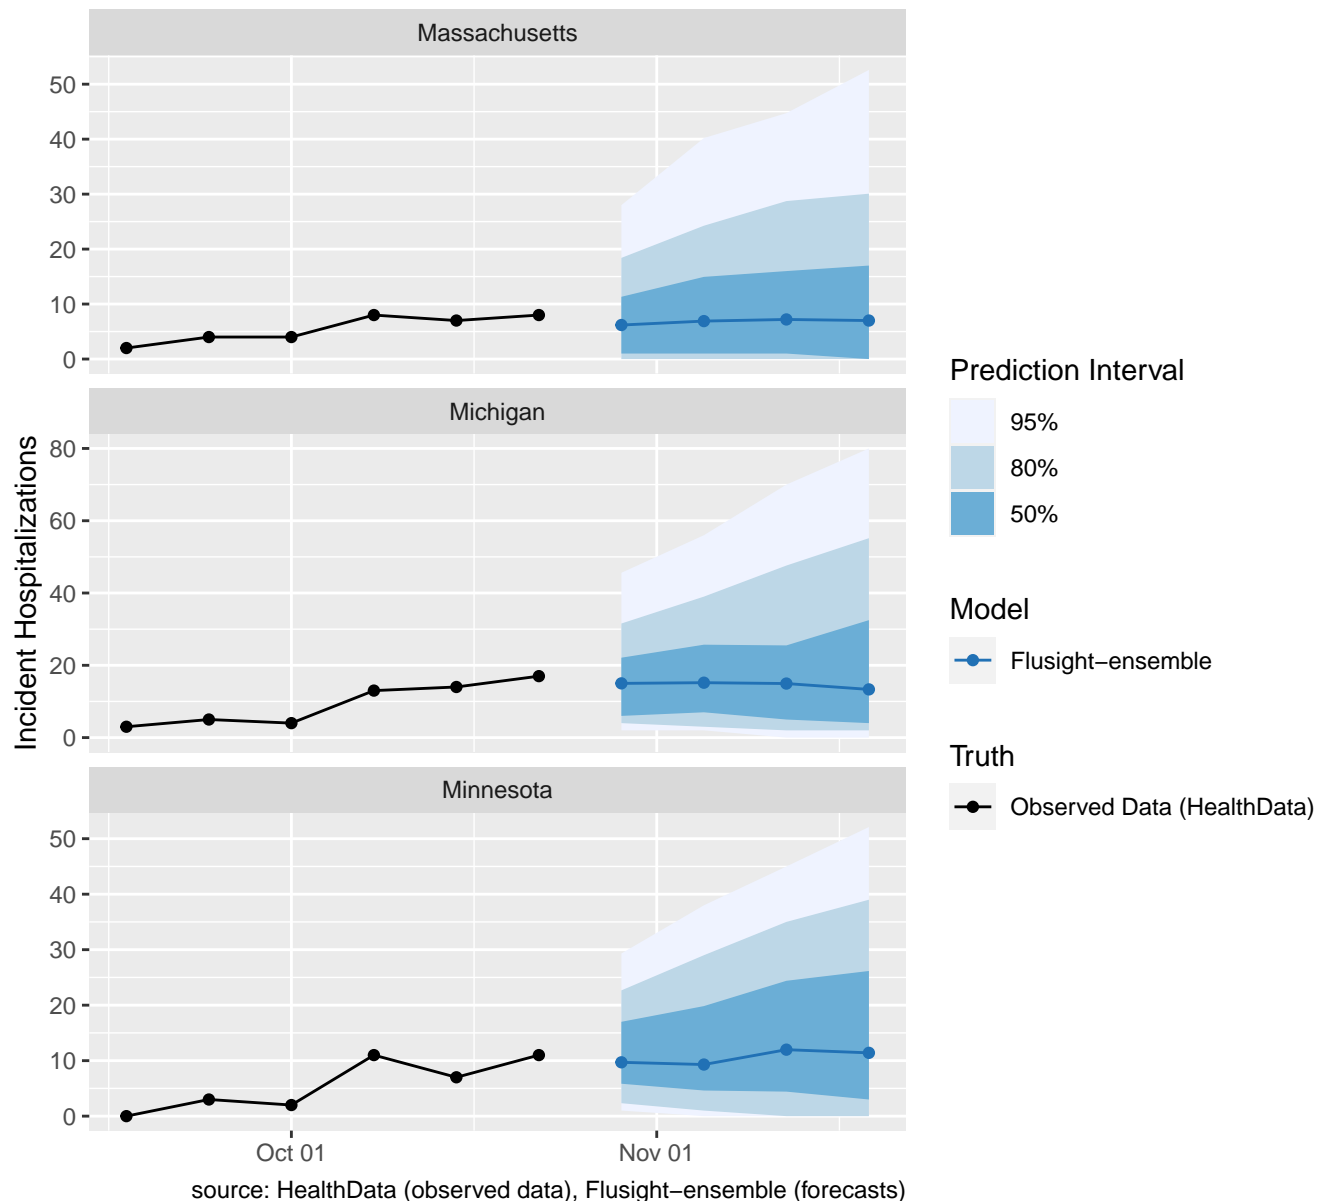 Massachusetts
50
40
30
20
10
0
Michigan
80
60
40
20
0
Minnesota
50
40
30
20
10
0
Oct 01
Nov 01
Incident Hospitalizations
source: HealthData (observed data), Flusight−ensemble (forecasts)
Prediction Interval
95%
80%
50%
Model
Flusight−ensemble
Truth
Observed Data (HealthData)